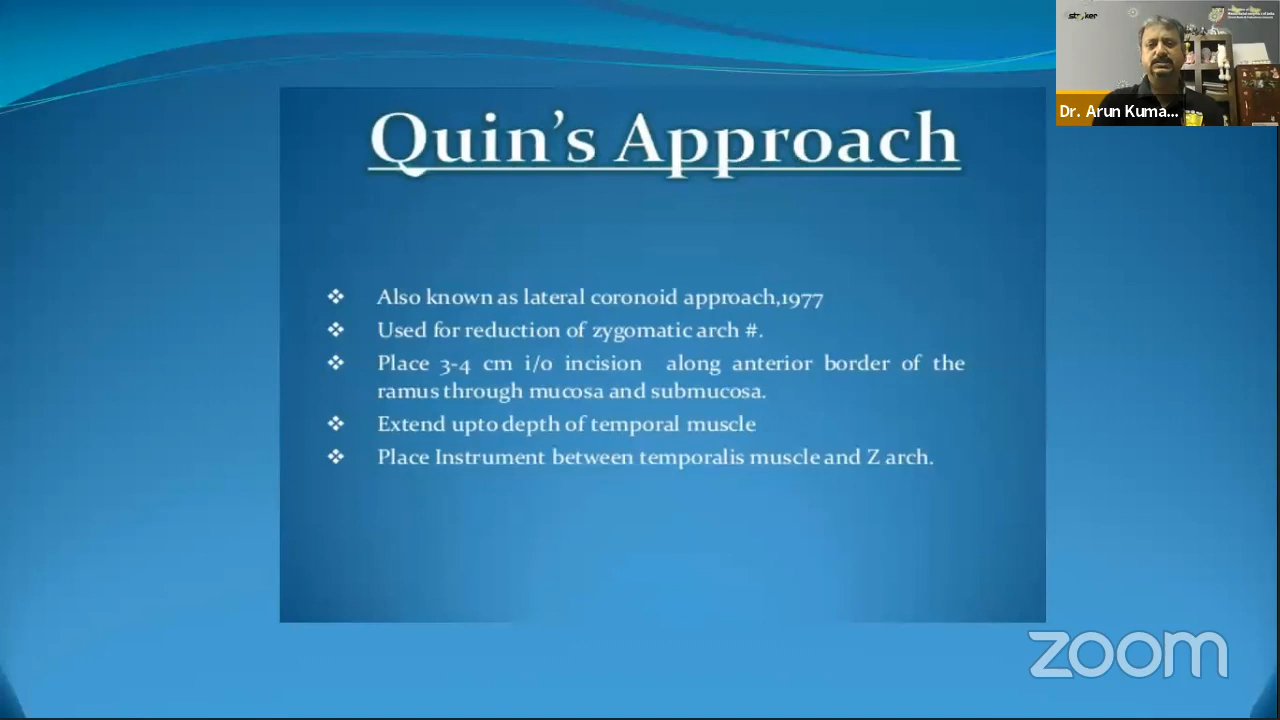 stryker
Dr. Arun Kuma...
Quin's Approach
❖ Also known as lateral coronoid approach,1977
❖ Used for reduction of zygomatic arch #.
❖ Place 3-4 cm i/o incision along anterior border of the
ramus through mucosa and submucosa.
❖ Extend upto depth of temporal muscle
❖ Place Instrument between temporalis muscle and Z arch.
zoom